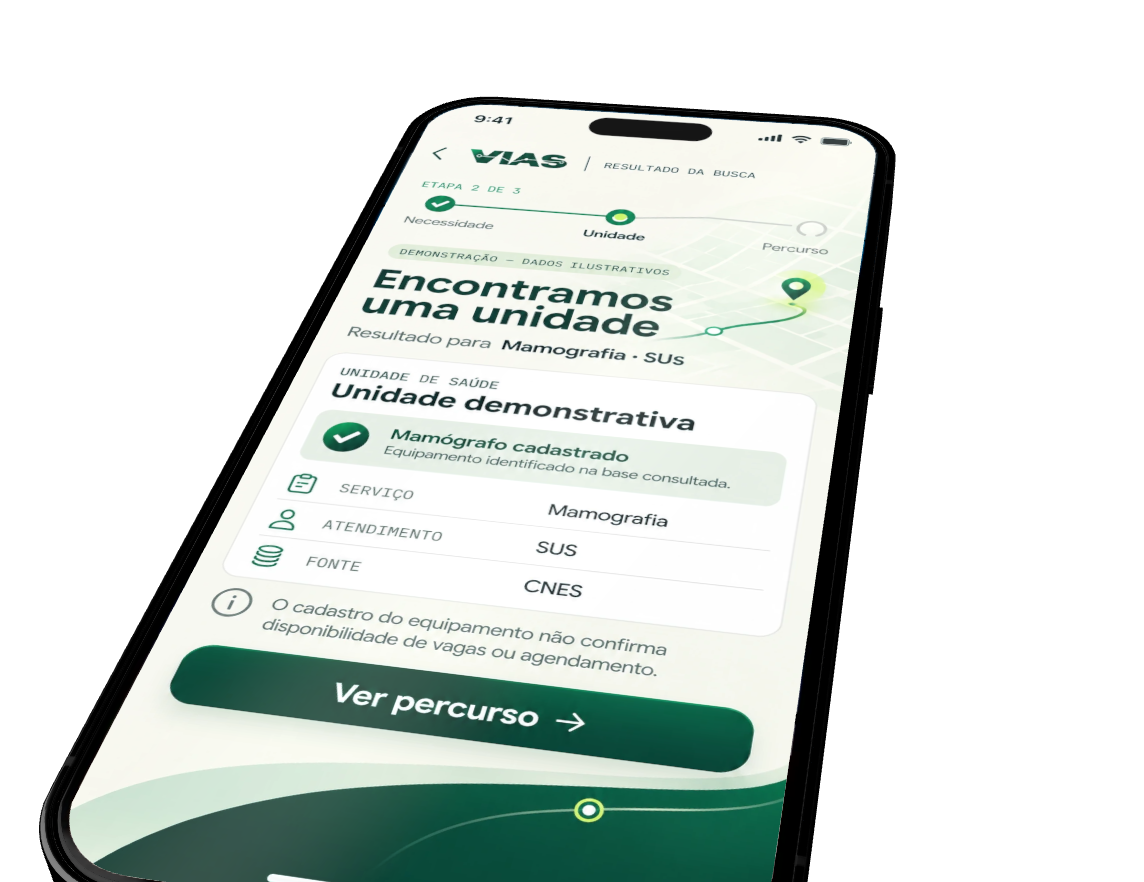 9:41
VIAS | RESULTADO DA BUSCA
ETAPA 2 DE 3
Necessidade
Unidade
Percurso
DEMONSTRAÇÃO — DADOS ILUSTRATIVOS
Encontramos
uma unidade
Resultado para Mamografia · SUs
UNIDADE DE SAÚDE
Unidade demonstrativa
Mamógrafo cadastrado
Equipamento identificado na base consultada.
SERVIÇO Mamografia
ATENDIMENTO SUS
FONTE CNES
O cadastro do equipamento não confirma
disponibilidade de vagas ou agendamento.
Ver percurso →